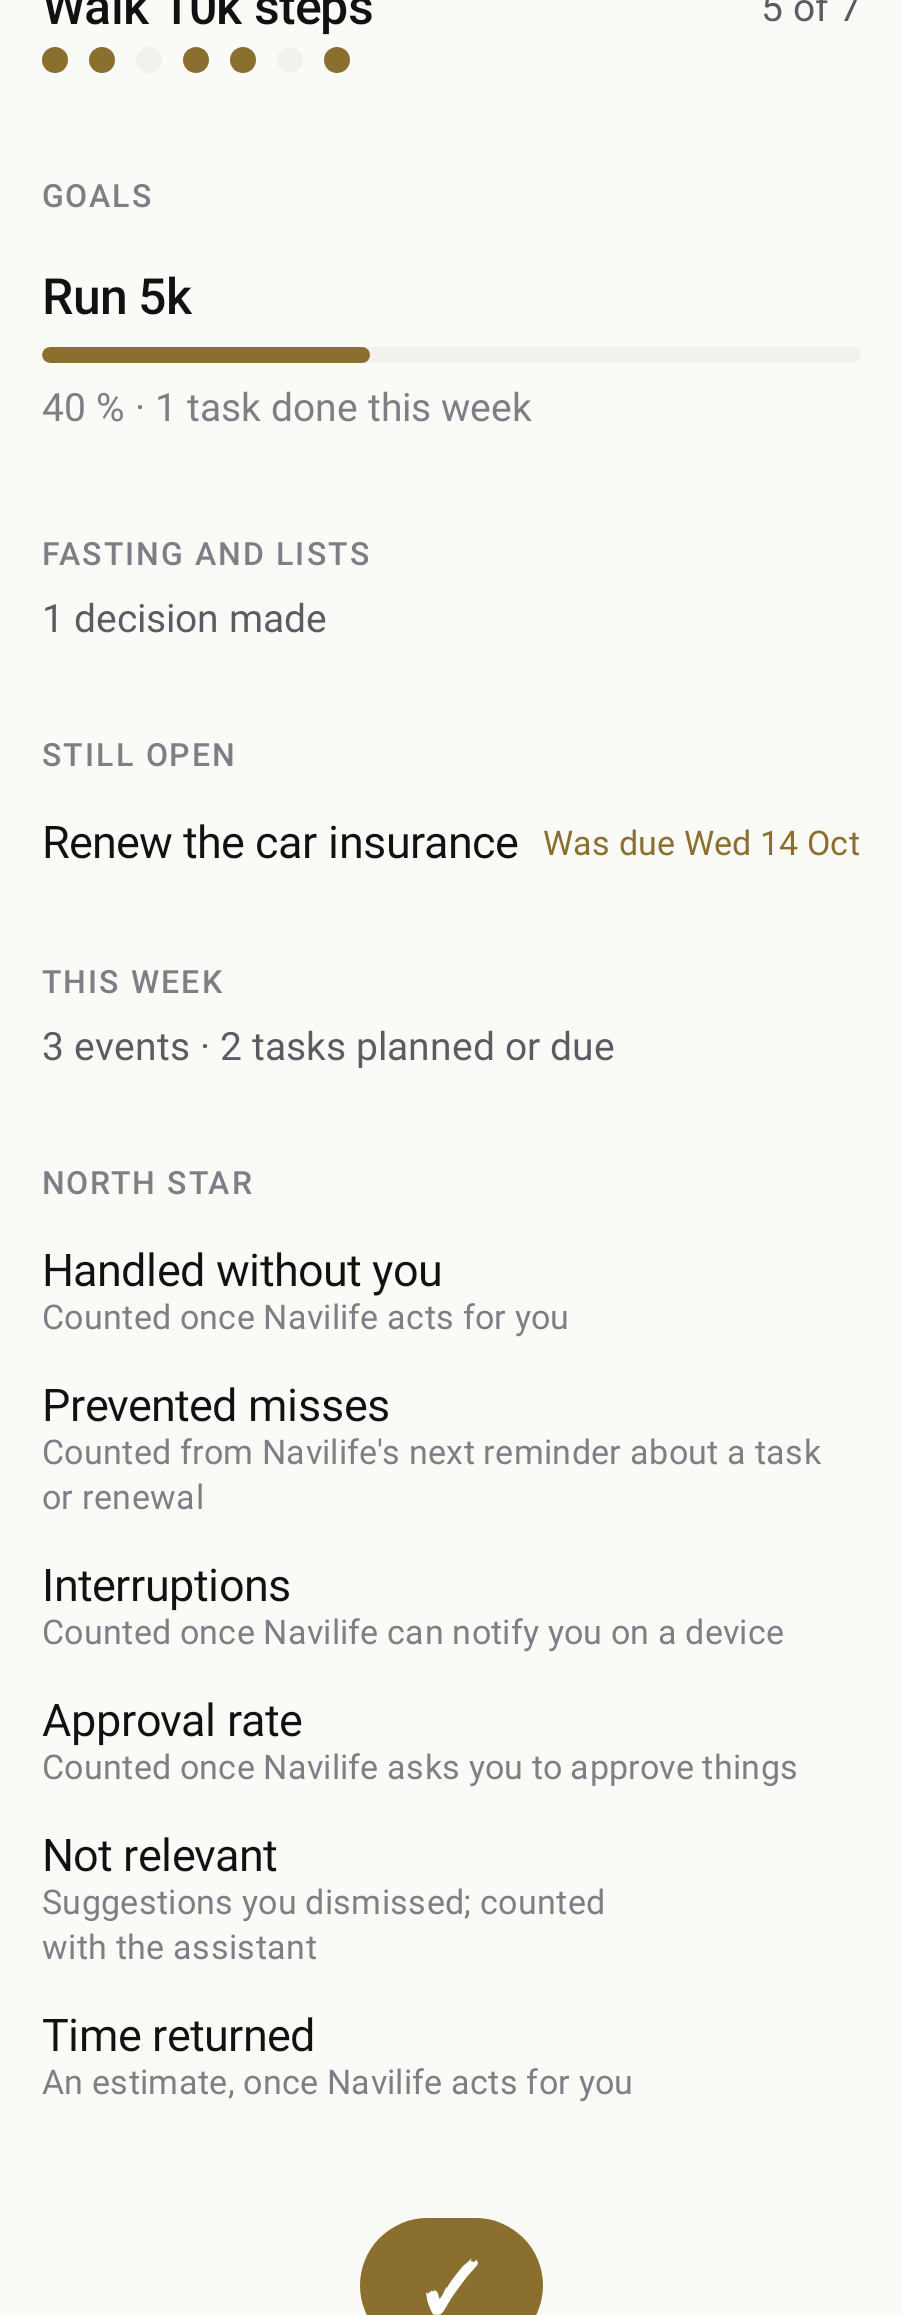 Walk 10k steps
5 of 7
GOALS
Run 5k
40 % · 1 task done this week
FASTING AND LISTS
1 decision made
STILL OPEN
Renew the car insurance
Was due Wed 14 Oct
THIS WEEK
3 events · 2 tasks planned or due
NORTH STAR
Handled without you
Counted once Navilife acts for you
Prevented misses
Counted from Navilife's next reminder about a task
or renewal
Interruptions
Counted once Navilife can notify you on a device
Approval rate
Counted once Navilife asks you to approve things
Not relevant
Suggestions you dismissed; counted
with the assistant
Time returned
An estimate, once Navilife acts for you